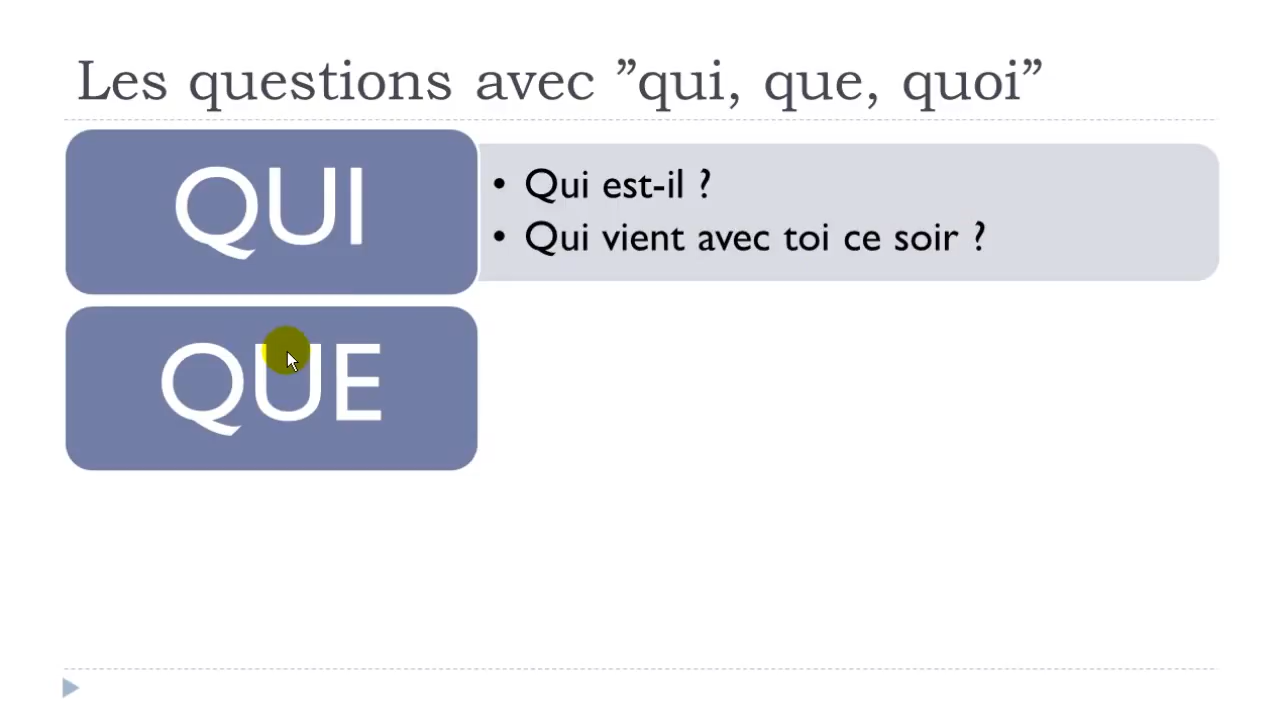 Les questions avec ”qui, que, quoi”
QUI
• Qui est-il ?
• Qui vient avec toi ce soir ?
QUE